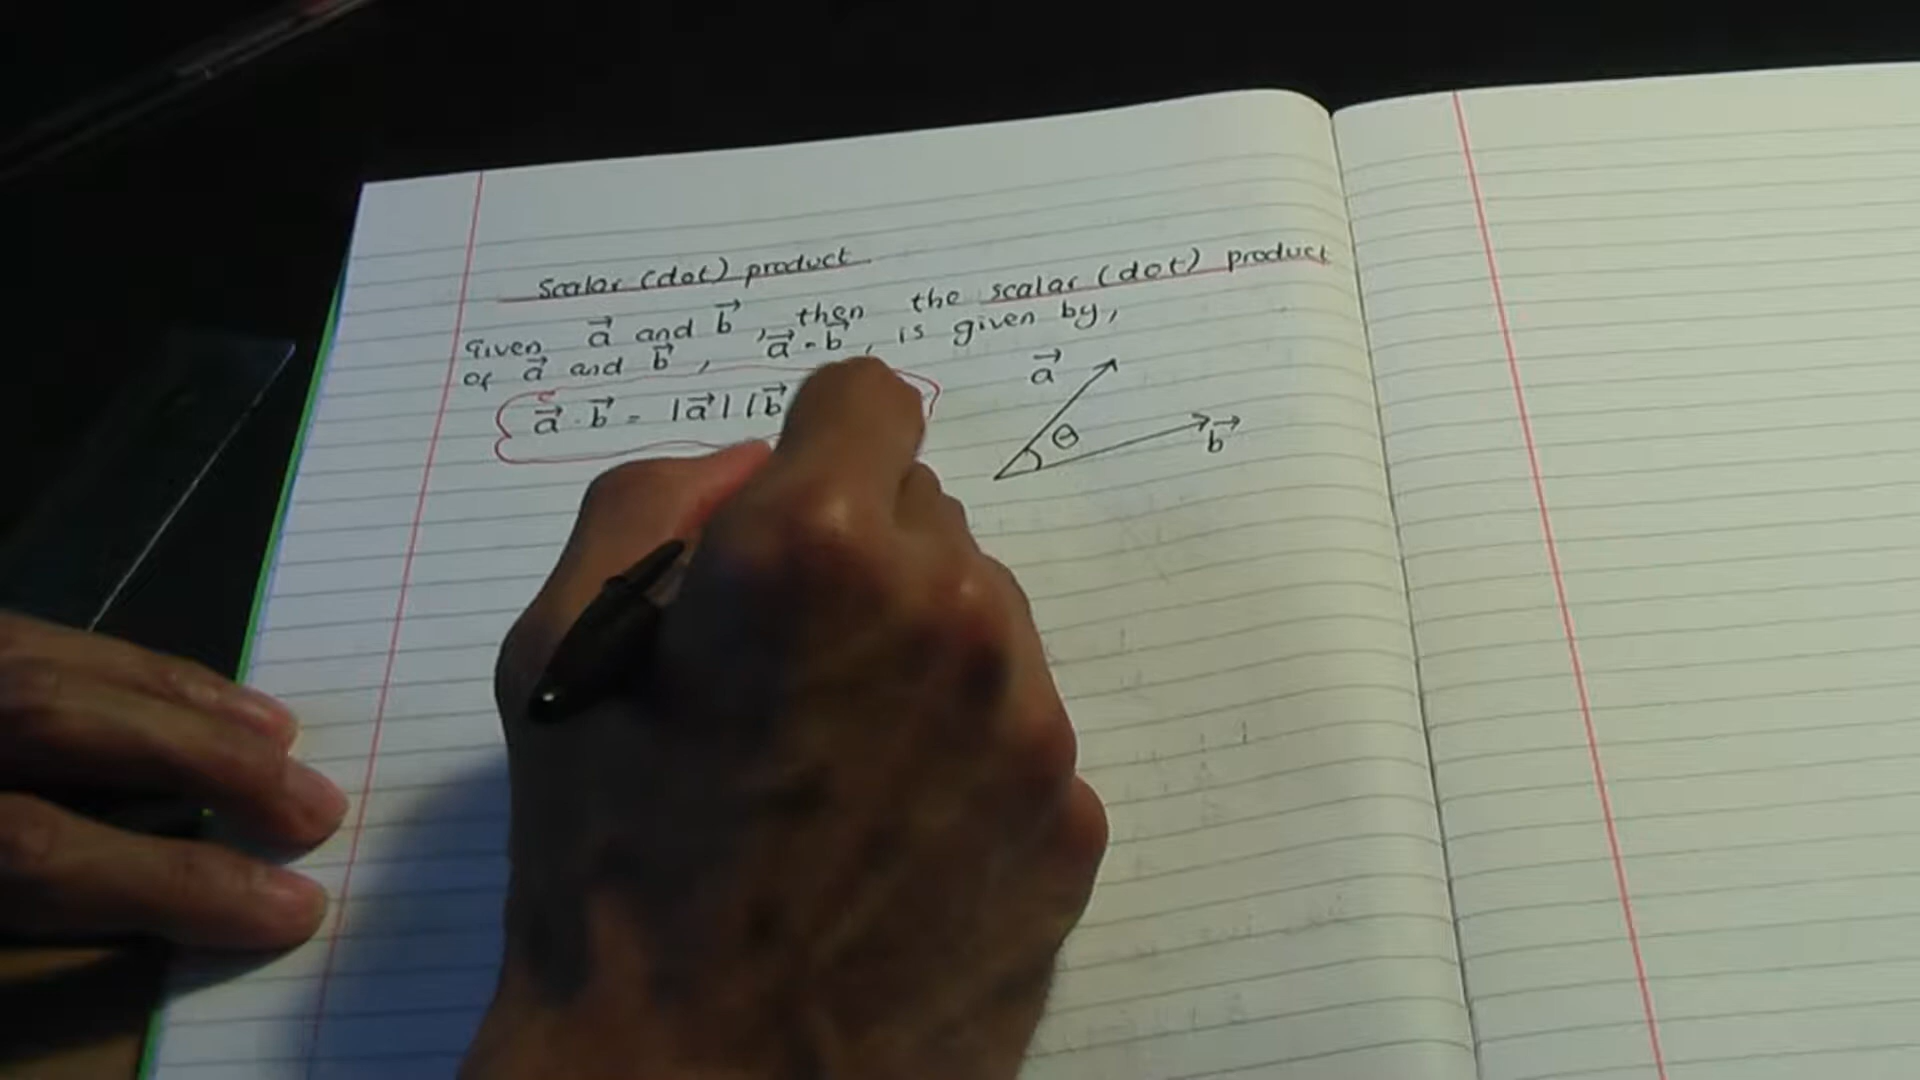 Scalar (dot) product.
Given a⃗ and b⃗, then the scalar (dot) product
of a⃗ and b⃗, a⃗·b⃗, is given by,
a⃗·b⃗ = |a⃗| |b⃗
a⃗
θ
b⃗